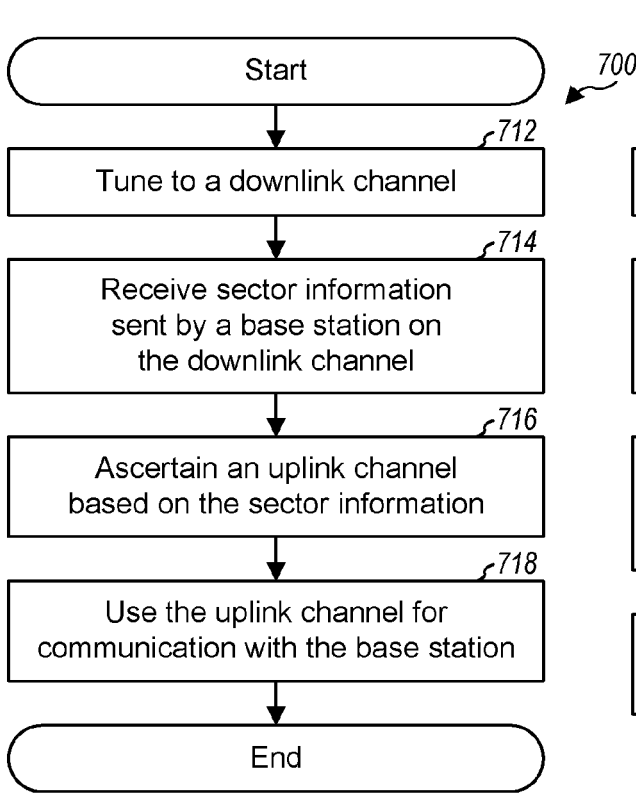 Start
700
712
Tune to a downlink channel
714
Receive sector information
sent by a base station on
the downlink channel
716
Ascertain an uplink channel
based on the sector information
718
Use the uplink channel for
communication with the base station
End